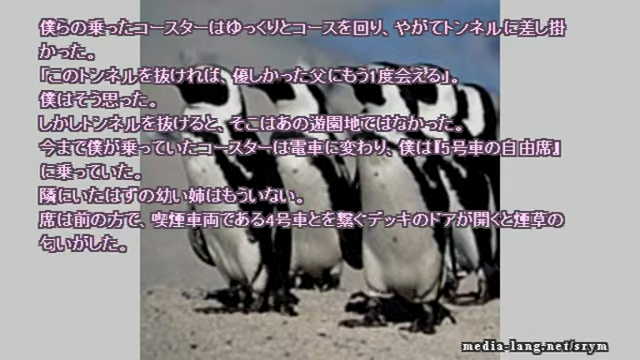 僕らの乗ったコースターはゆっくりとコースを回り、やがてトンネルに差し掛
かった。
「このトンネルを抜ければ、優しかった父にもう1度会える」。
僕はそう思った。
しかしトンネルを抜けると、そこはあの遊園地ではなかった。
今まで僕が乗っていたコースターは電車に変わり、僕は『5号車の自由席』
に乗っていた。
隣にいたはずの幼い姉はもういない。
席は前の方で、喫煙車両である4号車とを繋ぐデッキのドアが開くと煙草の
匂いがした。
media-lang.net/srym